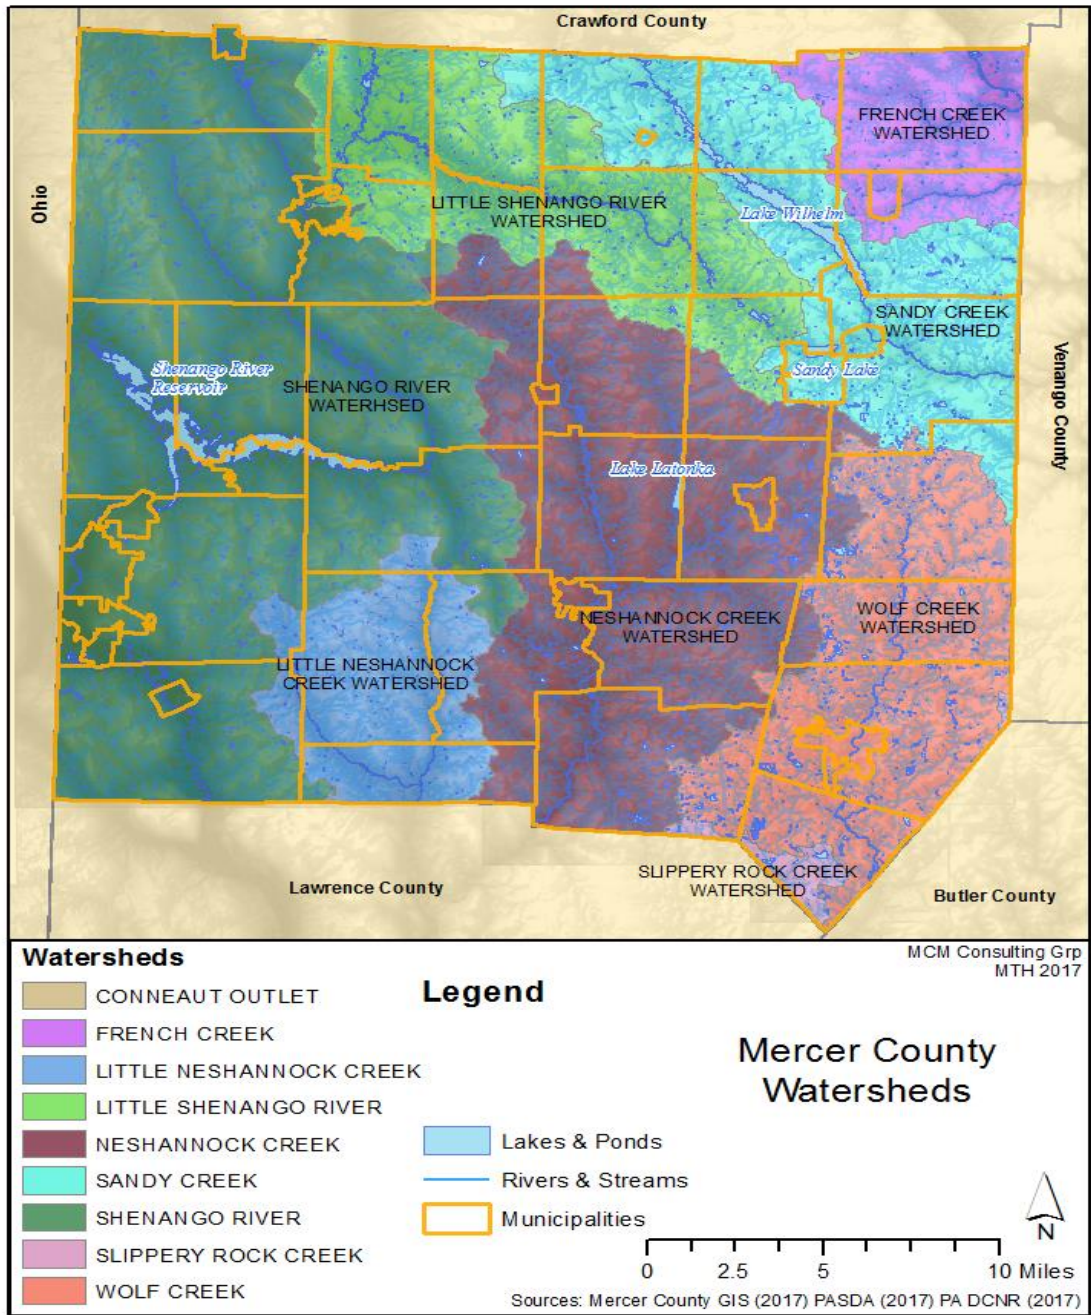 Crawford County
FRENCH CREEK
WATERSHED
Ohio
LITTLE SHENANGO RIVER
WATERSHED
Lake Wilhelm
SANDY CREEK
WATERSHED
Shenango River
Reservoir
SHENANGO RIVER
WATERHSED
Sandy Lake
Venango County
Lake Latonka
NESHANNOCK CREEK
WATERSHED
WOLF CREEK
WATERSHED
LITTLE NESHANNOCK
CREEK WATERSHED
SLIPPERY ROCK CREEK
WATERSHED
Lawrence County
Butler County
MCM Consulting Grp
MTH 2017
Watersheds
CONNEAUT OUTLET
FRENCH CREEK
LITTLE NESHANNOCK CREEK
LITTLE SHENANGO RIVER
NESHANNOCK CREEK
SANDY CREEK
SHENANGO RIVER
SLIPPERY ROCK CREEK
WOLF CREEK
Legend
Lakes & Ponds
Rivers & Streams
Municipalities
Mercer County
Watersheds
N
0 2.5 5 10 Miles
Sources: Mercer County GIS (2017) PASDA (2017) PA DCNR (2017)